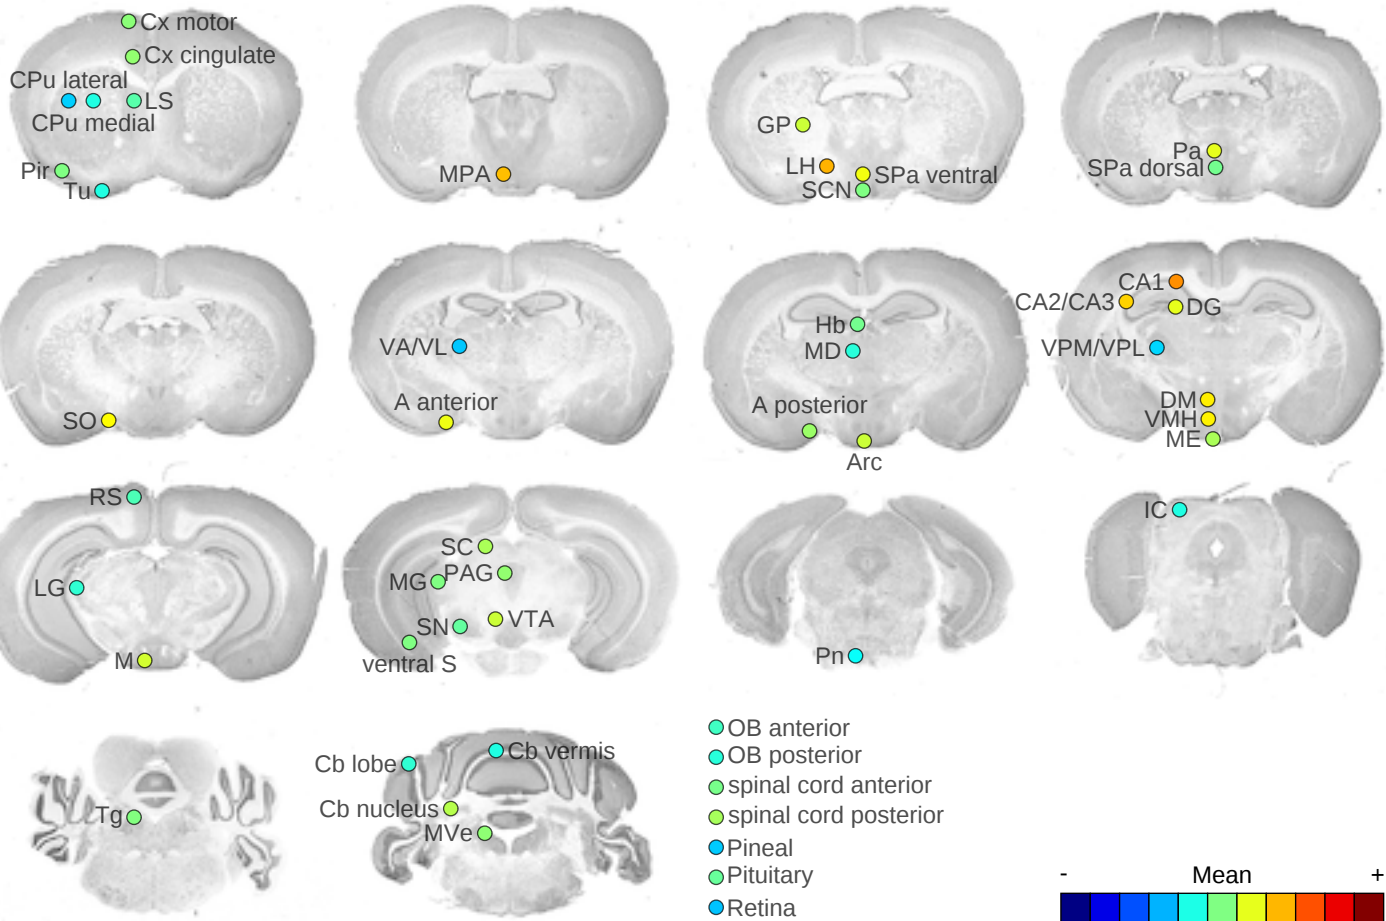 Cx motor
Cx cingulate
CPu lateral
LS
CPu medial
Pir
Tu
MPA
GP
LH
SPa ventral
SCN
Pa
SPa dorsal
SO
VA/VL
A anterior
Hb
MD
A posterior
Arc
CA1
CA2/CA3
DG
VPM/VPL
DM
VMH
ME
RS
LG
M
SC
PAG
MG
SN
VTA
ventral S
Pn
IC
Tg
Cb vermis
Cb lobe
Cb nucleus
MVe
OB anterior
OB posterior
spinal cord anterior
spinal cord posterior
Pineal
Pituitary
Retina
- Mean +